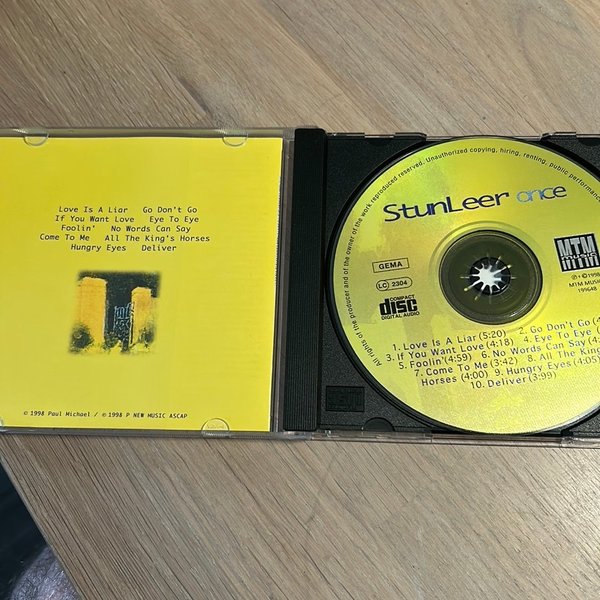 Love Is A Liar Go Don't Go
If You Want Love Eye To Eye
Foolin' No Words Can Say
Come To Me All The King's Horses
Hungry Eyes Deliver
© 1998 Paul Michael / © 1998 P NEW MUSIC ASCAP
All rights of the producer and of the owner of the work reproduced reserved. Unauthorized copying, hiring, renting, public performance
StunLeer once
GEMA
LC 2304
COMPACT
disc
DIGITAL AUDIO
MTM
MUSIC
℗+© 1998
MTM MUSIC
199648
1. Love Is A Liar(5:20) 2. Go Don't Go
3. If You Want Love(4:18) 4. Eye To Eye
5. Foolin'(4:59) 6. No Words Can Say
7. Come To Me(3:42) 8. All The King
Horses (4:00) 9. Hungry Eyes(4:05)
10. Deliver(3:99)